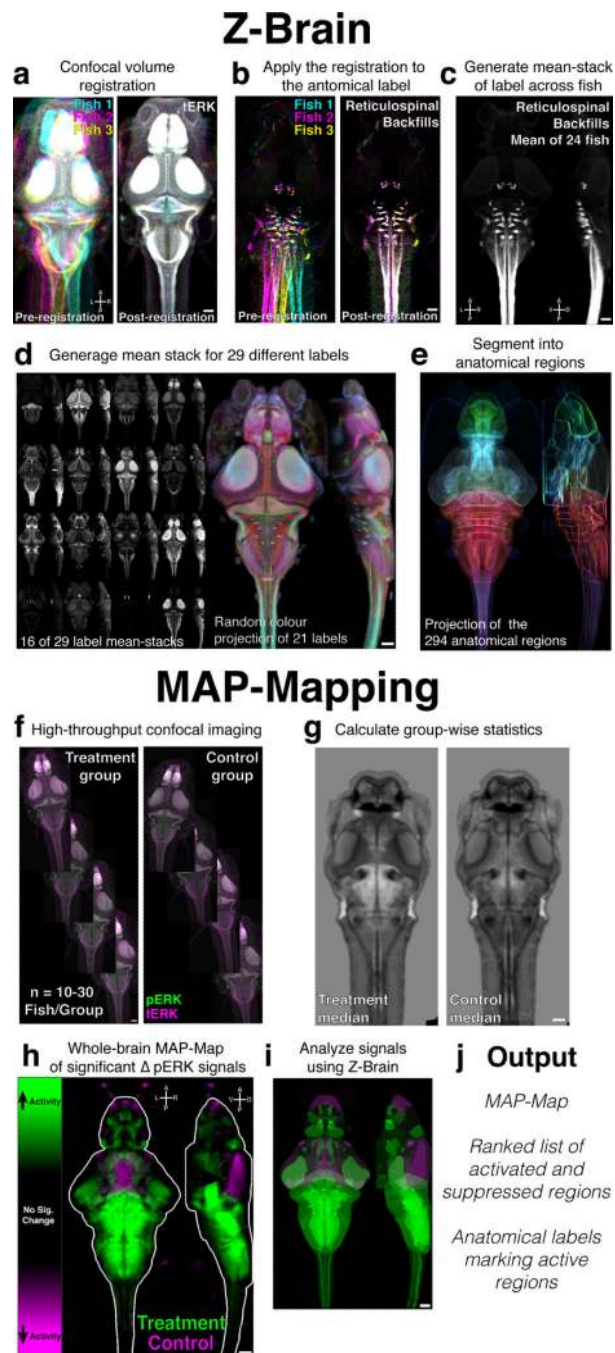 Z-Brain
a
Confocal volume
registration
Fish 1
Fish 2
Fish 3
tERK
Pre-registration
L R
A
P
Post-registration
b
Apply the registration to
the antomical label
Fish 1
Fish 2
Fish 3
Reticulospinal
Backfills
Pre-registration
Post-registration
c
Generate mean-stack
of label across fish
Reticulospinal
Backfills
Mean of 24 fish
L R
A
P
V D
A
P
d
Generage mean stack for 29 different labels
16 of 29 label mean-stacks
Random colour
projection of 21 labels
e
Segment into
anatomical regions
Projection of the
294 anatomical regions
MAP-Mapping
f
High-throughput confocal imaging
Treatment
group
n = 10-30
Fish/Group
Control
group
pERK
tERK
g
Calculate group-wise statistics
Treatment
median
Control
median
h
Whole-brain MAP-Map
of significant Δ pERK signals
Activity
No Sig.
Change
Activity
L R
A
P
V D
A
P
Treatment
Control
i
Analyze signals
using Z-Brain
j
Output
MAP-Map
Ranked list of
activated and
suppressed regions
Anatomical labels
marking active
regions